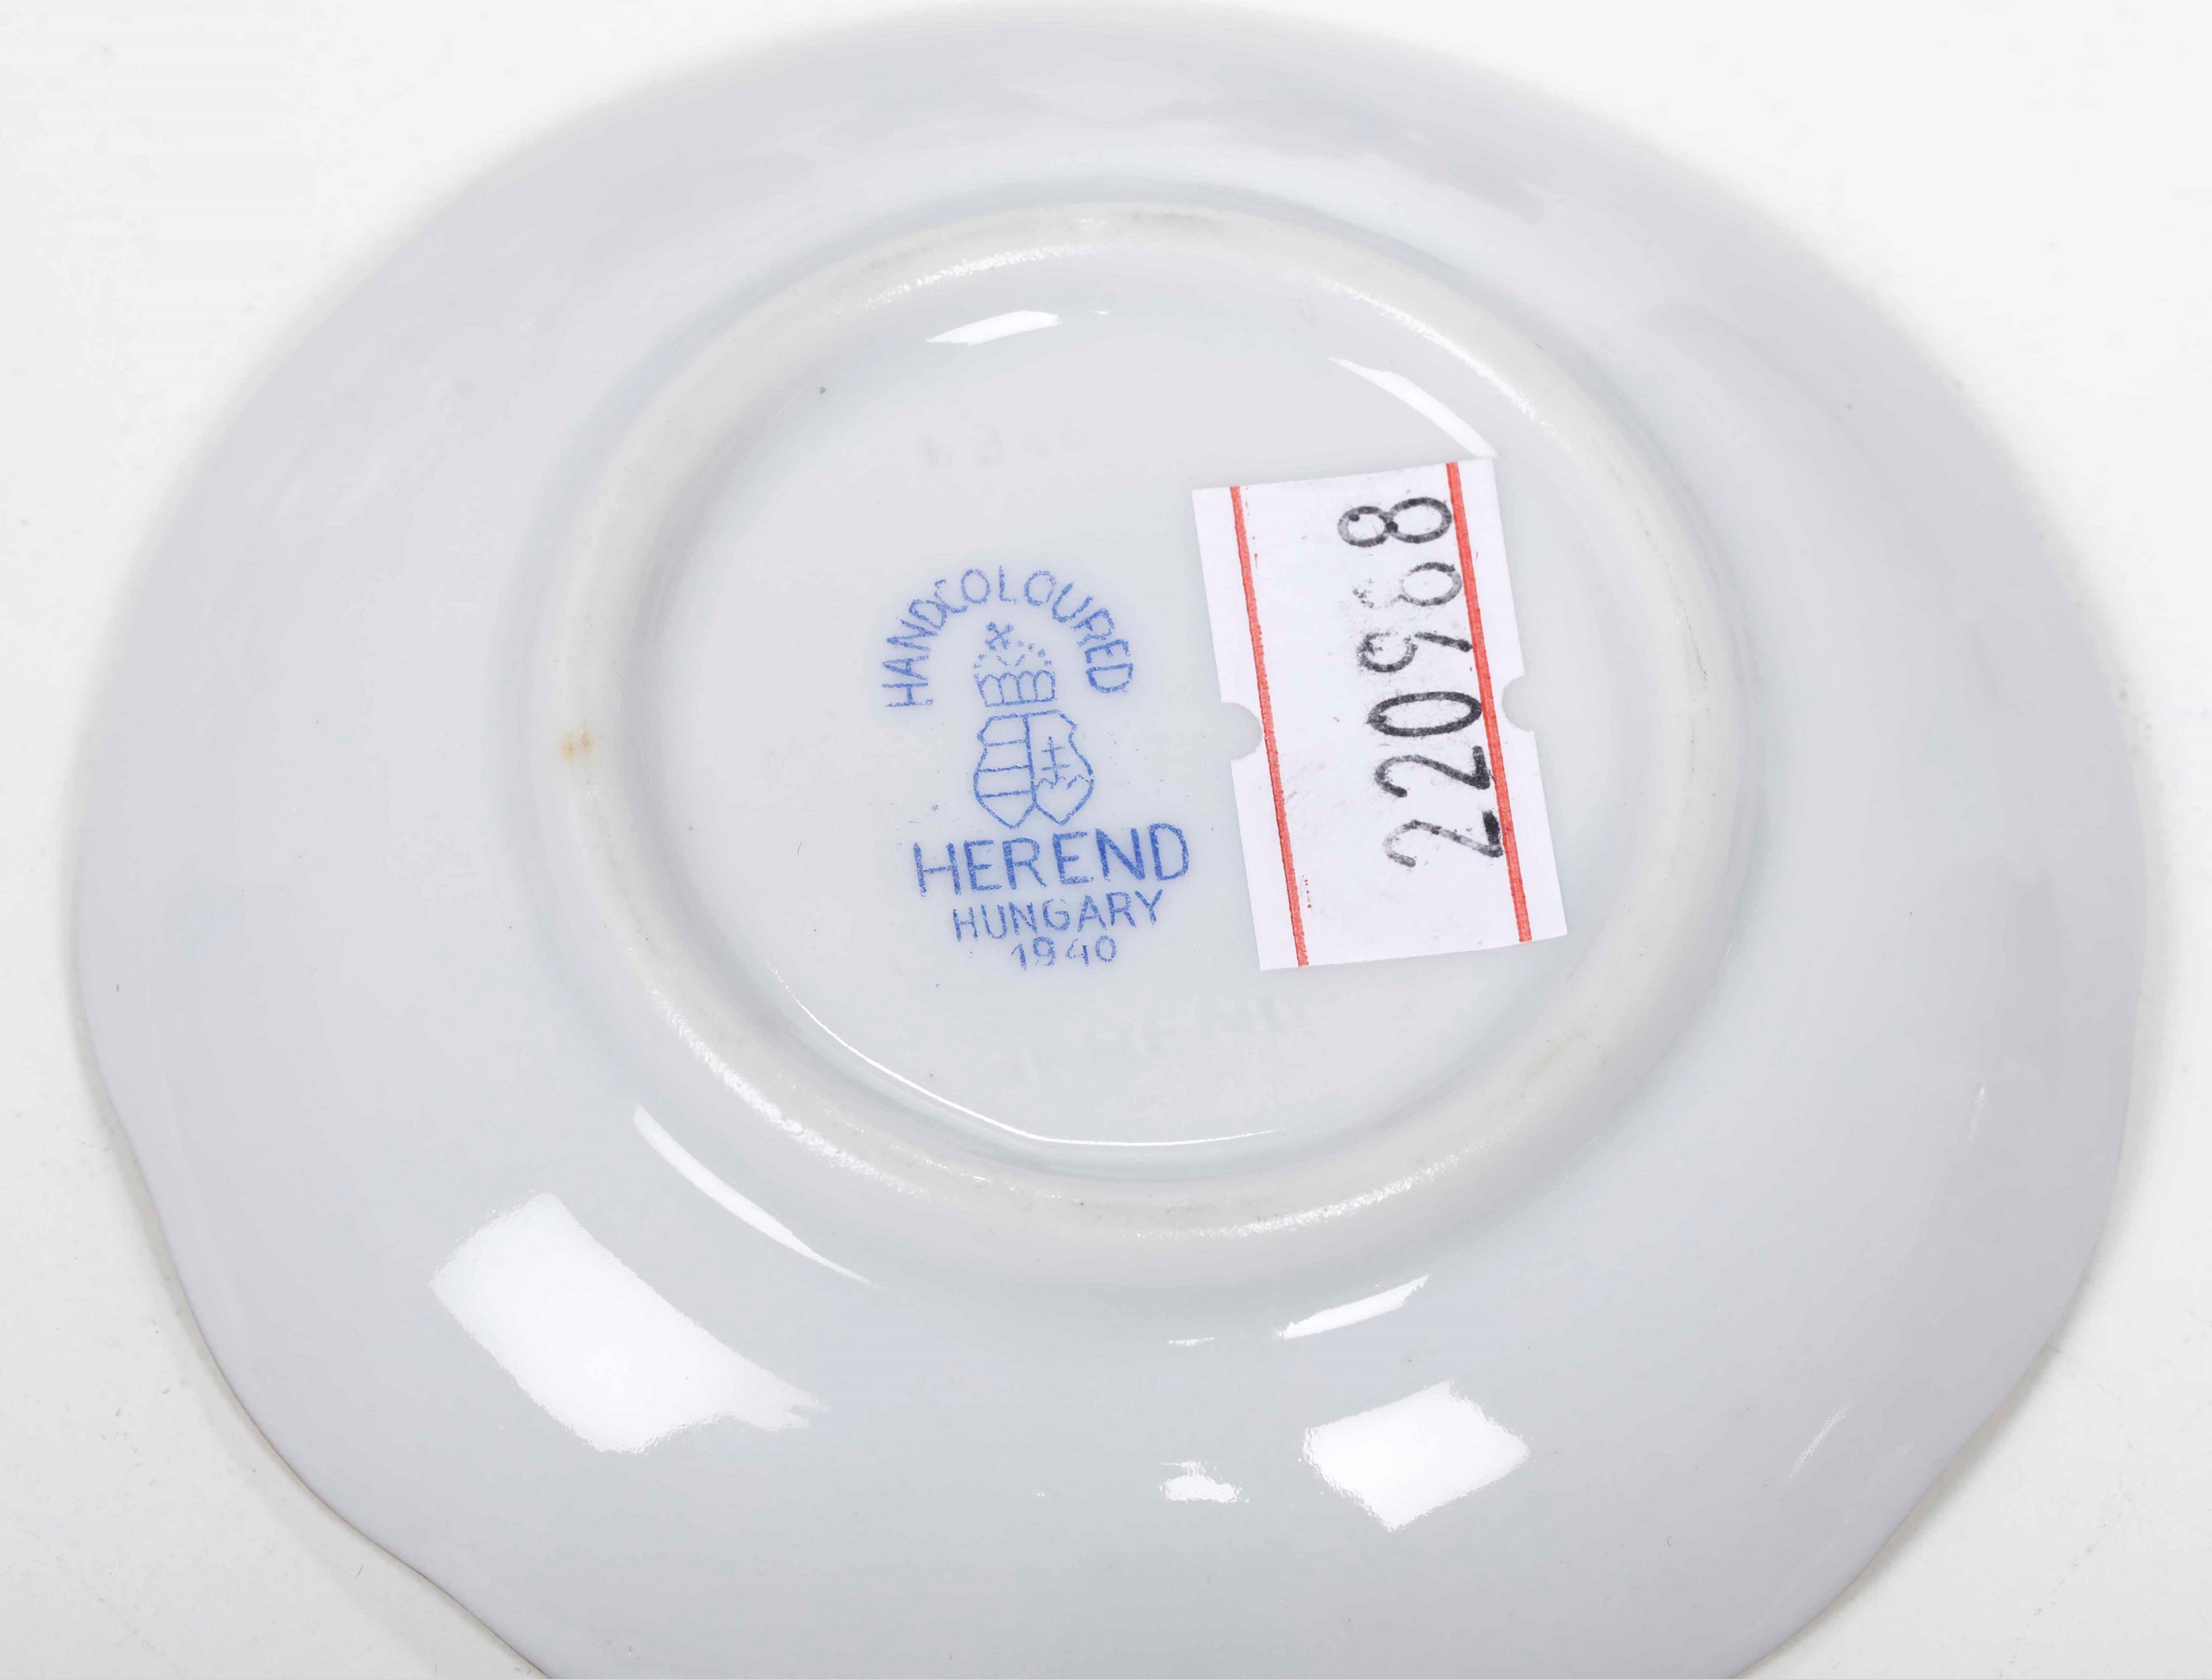 HANDCOLOURED
HEREND
HUNGARY
1940
220968